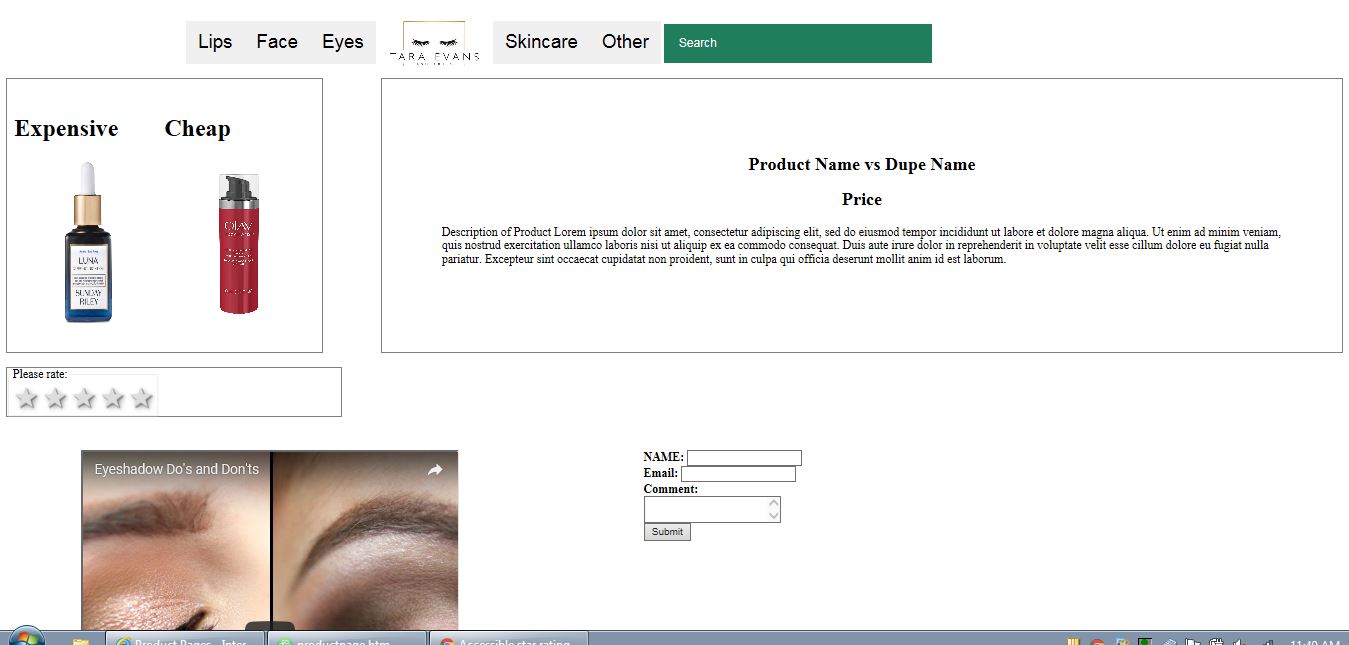 Lips Face Eyes
TARA EVANS
Skincare Other
Search
Expensive Cheap
LUNA
SUNDAY
RILEY
OLAY
Product Name vs Dupe Name
Price
Description of Product Lorem ipsum dolor sit amet, consectetur adipiscing elit, sed do eiusmod tempor incididunt ut labore et dolore magna aliqua. Ut enim ad minim veniam,
quis nostrud exercitation ullamco laboris nisi ut aliquip ex ea commodo consequat. Duis aute irure dolor in reprehenderit in voluptate velit esse cillum dolore eu fugiat nulla
pariatur. Excepteur sint occaecat cupidatat non proident, sunt in culpa qui officia deserunt mollit anim id est laborum.
Please rate:
Eyeshadow Do's and Don'ts
NAME:
Email:
Comment:
Submit
Product Pages - Inter...
productpage.htm
Accessible star rating
11:40 AM